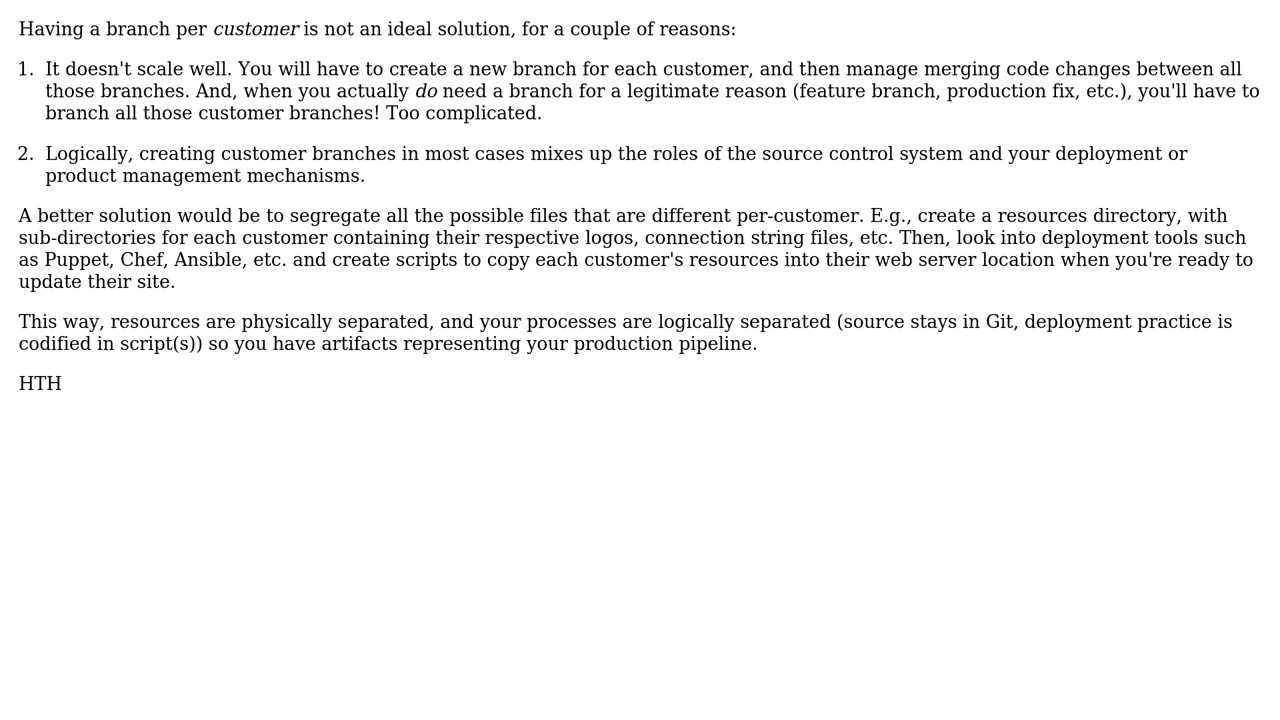 Having a branch per customer is not an ideal solution, for a couple of reasons:
1. It doesn't scale well. You will have to create a new branch for each customer, and then manage merging code changes between all
those branches. And, when you actually do need a branch for a legitimate reason (feature branch, production fix, etc.), you'll have to
branch all those customer branches! Too complicated.
2. Logically, creating customer branches in most cases mixes up the roles of the source control system and your deployment or
product management mechanisms.
A better solution would be to segregate all the possible files that are different per-customer. E.g., create a resources directory, with
sub-directories for each customer containing their respective logos, connection string files, etc. Then, look into deployment tools such
as Puppet, Chef, Ansible, etc. and create scripts to copy each customer's resources into their web server location when you're ready to
update their site.
This way, resources are physically separated, and your processes are logically separated (source stays in Git, deployment practice is
codified in script(s)) so you have artifacts representing your production pipeline.
HTH